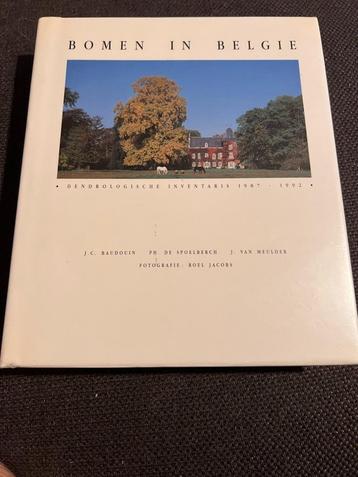 BOMEN IN BELGIE
• DENDROLOGISCHE INVENTARIS 1987 - 1992 •
J.C. BAUDOUIN PH. DE SPOELBERCH J. VAN MEULDER
FOTOGRAFIE: ROEL JACOBS